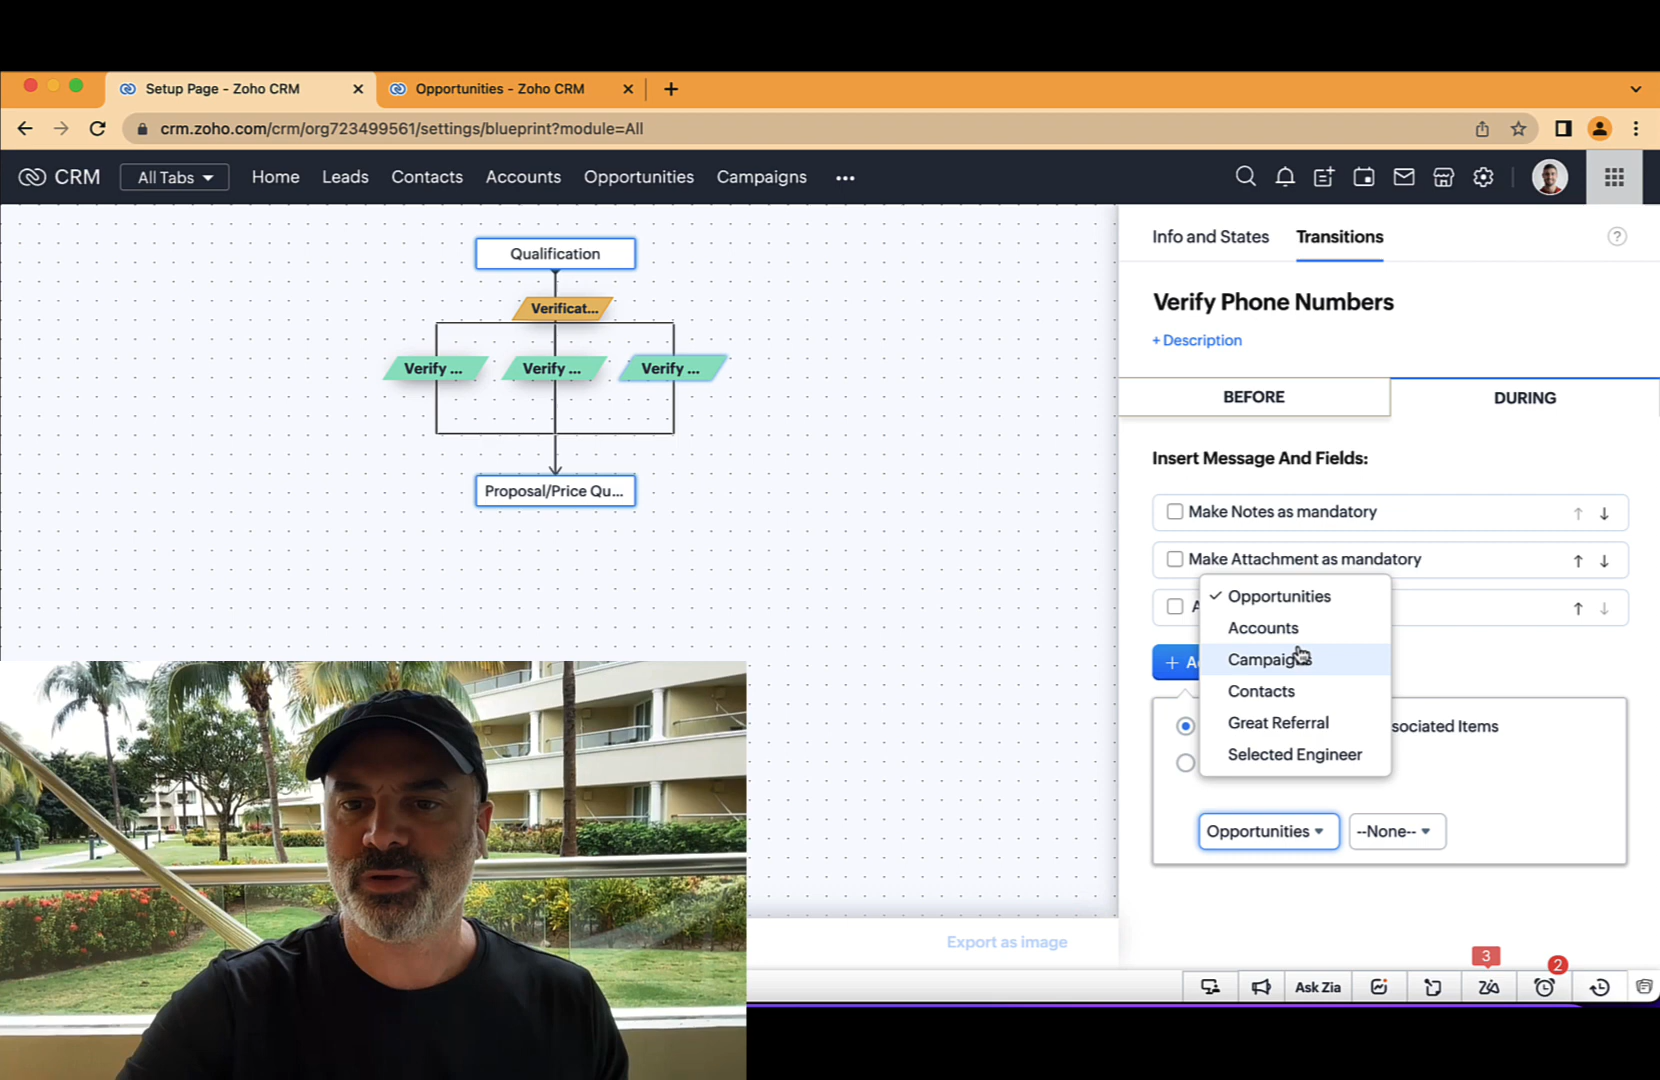 Setup Page - Zoho CRM
Opportunities - Zoho CRM
crm.zoho.com/crm/org723499561/settings/blueprint?module=All
CRM
All Tabs
Home
Leads
Contacts
Accounts
Opportunities
Campaigns
Qualification
Verificat...
Verify ...
Verify ...
Verify ...
Proposal/Price Qu...
Export as image
Info and States
Transitions
Verify Phone Numbers
+ Description
BEFORE
DURING
Insert Message And Fields:
Make Notes as mandatory
Make Attachment as mandatory
Opportunities
Accounts
Campaigns
Contacts
Great Referral
Selected Engineer
sociated Items
Opportunities
--None--
3
2
Ask Zia